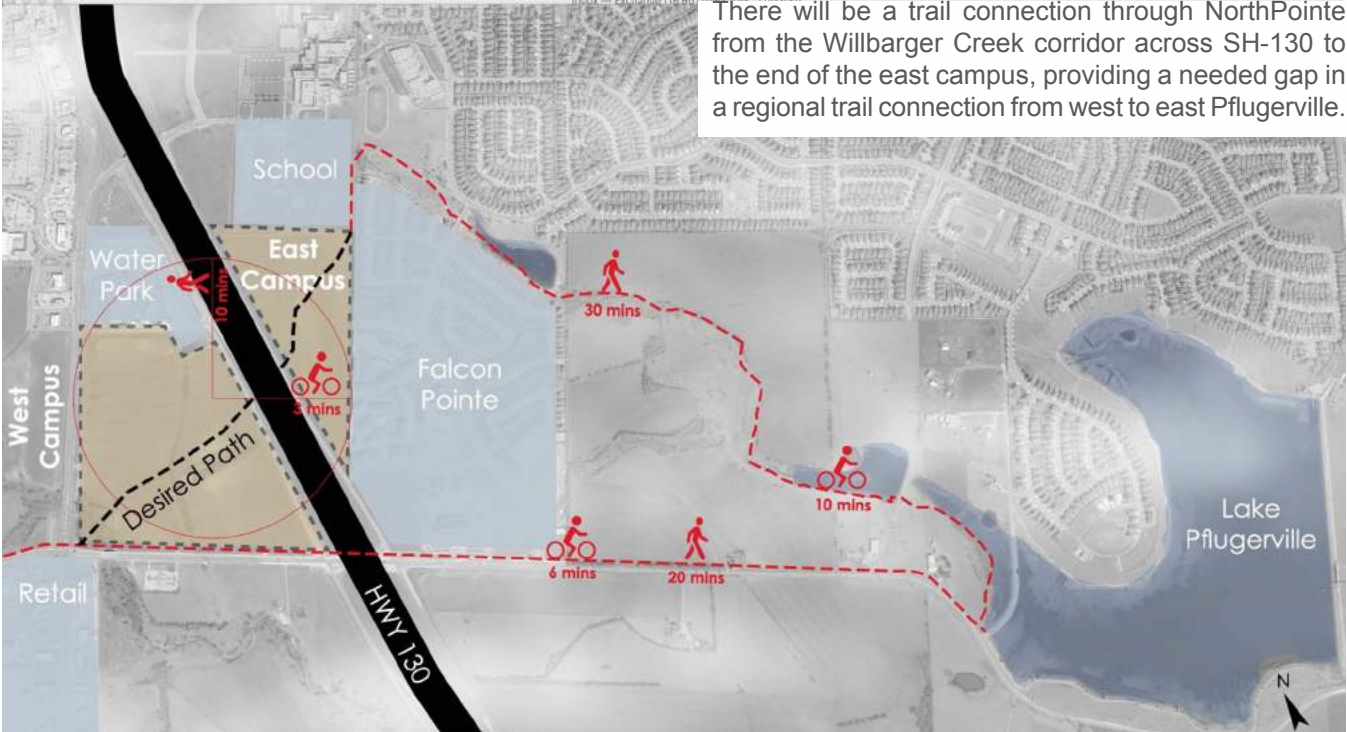 There will be a trail connection through NorthPointe
from the Willbarger Creek corridor across SH-130 to
the end of the east campus, providing a needed gap in
a regional trail connection from west to east Pflugerville.
School
East
Campus
Water
Park
10 mins
30 mins
Falcon
Pointe
3 mins
West
Campus
Desired Path
10 mins
Lake
Pflugerville
6 mins
20 mins
Retail
HWY 130
N